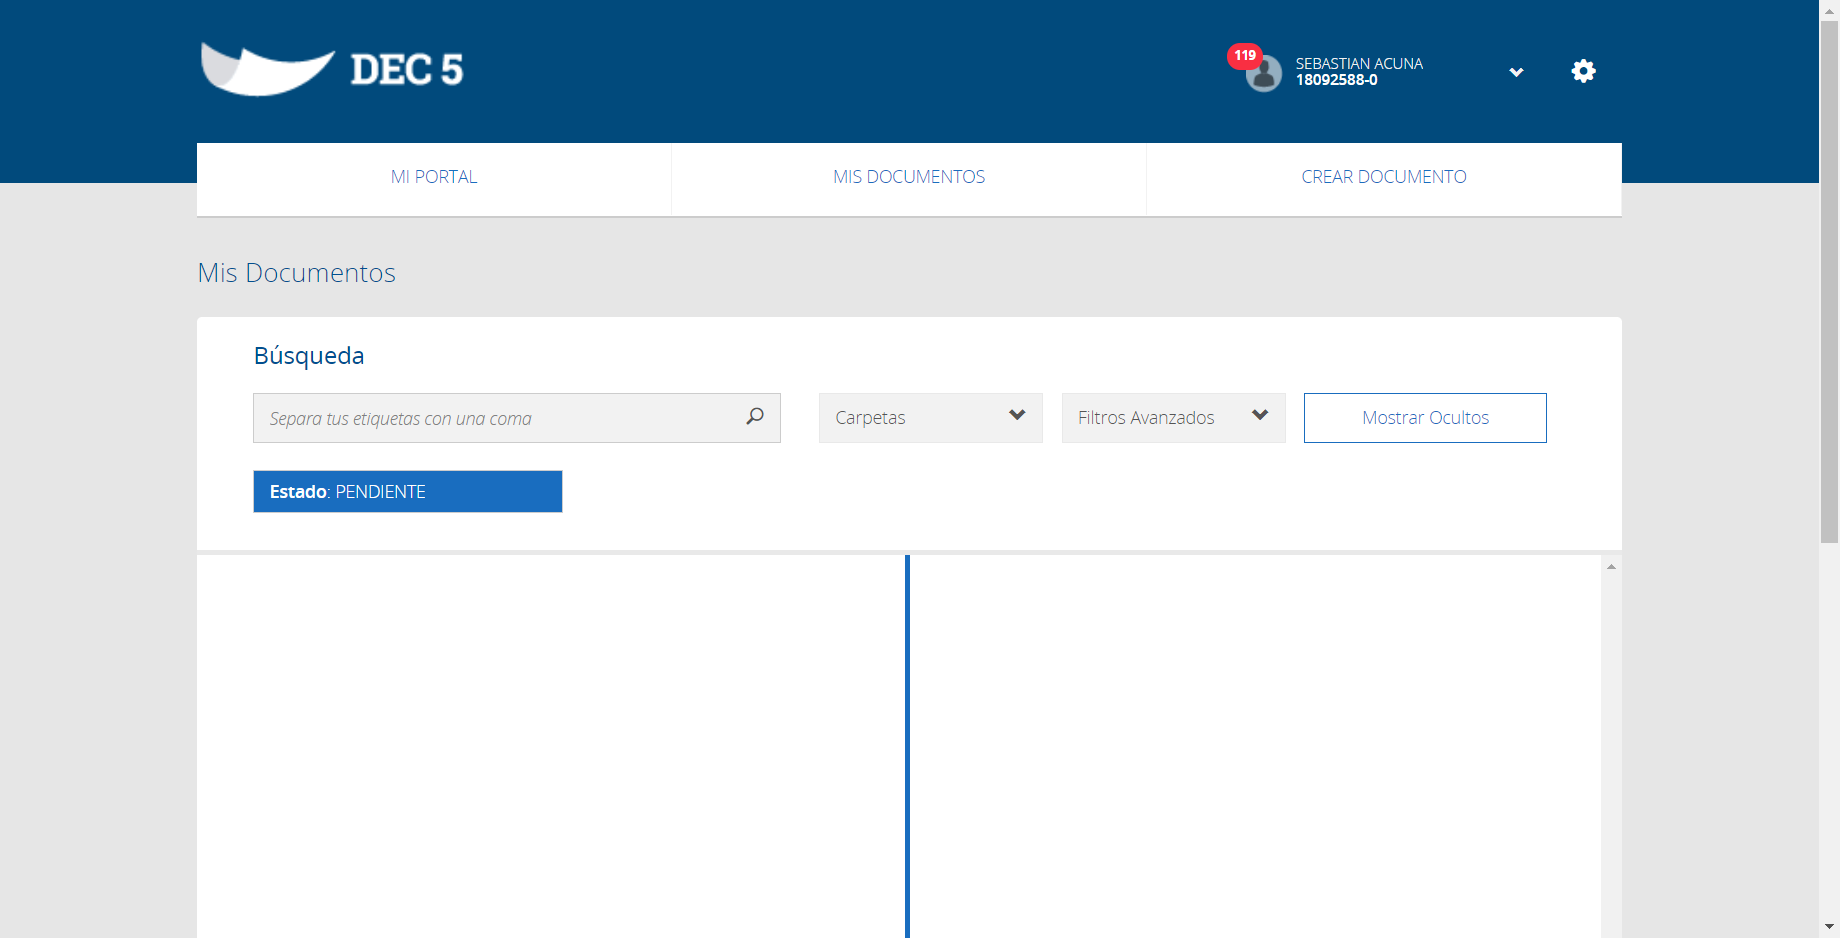 DEC 5
119
SEBASTIAN ACUNA
18092588-0
MI PORTAL
MIS DOCUMENTOS
CREAR DOCUMENTO
Mis Documentos
Búsqueda
Separa tus etiquetas con una coma
Carpetas
Filtros Avanzados
Mostrar Ocultos
Estado: PENDIENTE